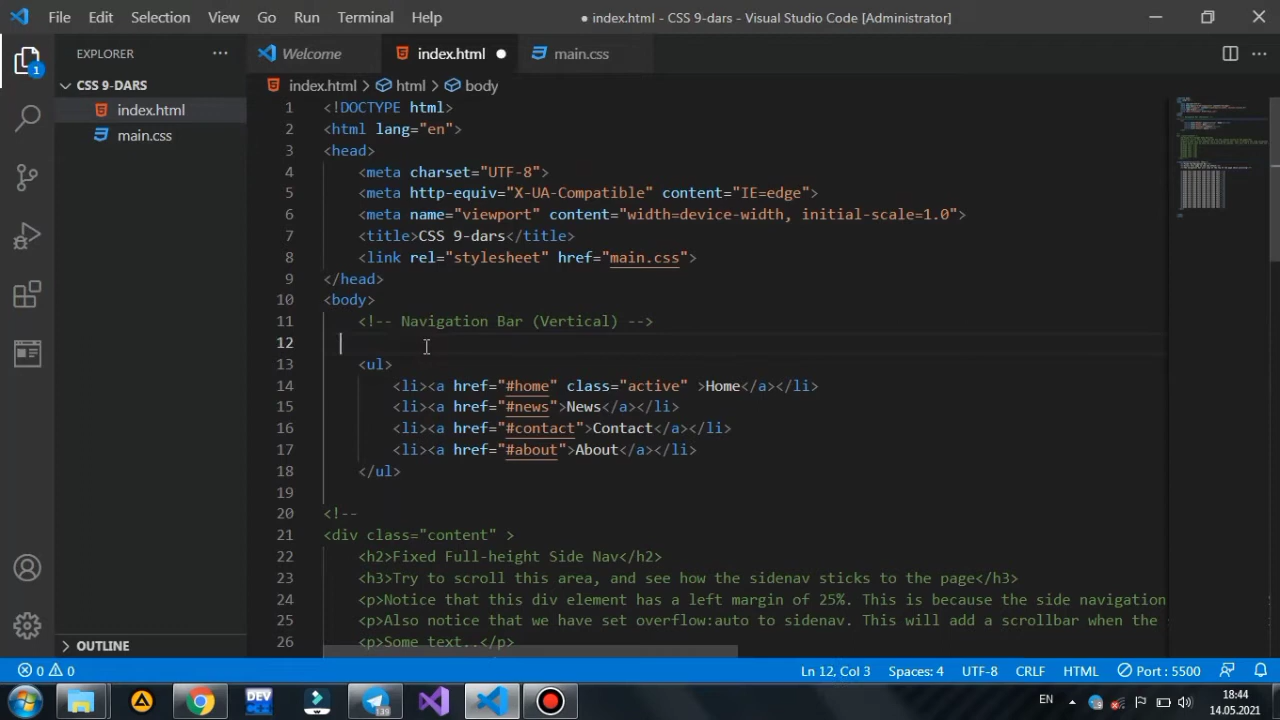 File Edit Selection View Go Run Terminal Help
● index.html - CSS 9-dars - Visual Studio Code [Administrator]
EXPLORER
Welcome
index.html
main.css
CSS 9-DARS
index.html > html > body
index.html
main.css
1 <!DOCTYPE html>
2 <html lang="en">
3 <head>
4 <meta charset="UTF-8">
5 <meta http-equiv="X-UA-Compatible" content="IE=edge">
6 <meta name="viewport" content="width=device-width, initial-scale=1.0">
7 <title>CSS 9-dars</title>
8 <link rel="stylesheet" href="main.css">
9 </head>
10 <body>
11 <!-- Navigation Bar (Vertical) -->
12
13 <ul>
14 <li><a href="#home" class="active" >Home</a></li>
15 <li><a href="#news">News</a></li>
16 <li><a href="#contact">Contact</a></li>
17 <li><a href="#about">About</a></li>
18 </ul>
19
20 <!--
21 <div class="content" >
22 <h2>Fixed Full-height Side Nav</h2>
23 <h3>Try to scroll this area, and see how the sidenav sticks to the page</h3>
24 <p>Notice that this div element has a left margin of 25%. This is because the side navigation
25 <p>Also notice that we have set overflow:auto to sidenav. This will add a scrollbar when the
26 <p>Some text..</p>
1
OUTLINE
0 0
Ln 12, Col 3
Spaces: 4
UTF-8
CRLF
HTML
Port : 5500
DEV
139
EN
18:44
14.05.2021